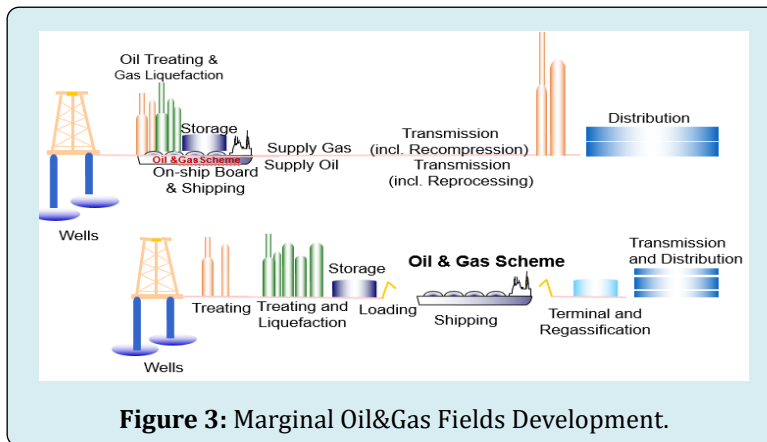 Oil Treating &
Gas Liquefaction
Storage
Oil &Gas Scheme
On-ship Board
& Shipping
Wells
Supply Gas
Supply Oil
Transmission
(incl. Recompression)
Transmission
(incl. Reprocessing)
Distribution
Wells
Treating
Treating and
Liquefaction
Storage
Loading
Oil & Gas Scheme
Shipping
Terminal and
Regassification
Transmission
and Distribution
Figure 3: Marginal Oil&Gas Fields Development.